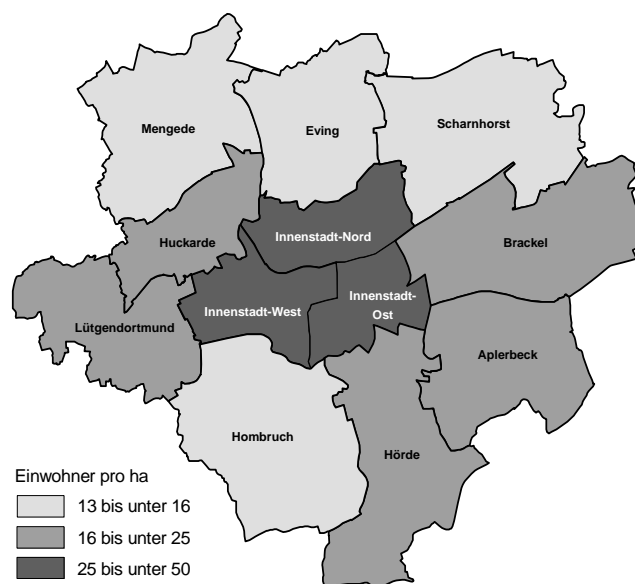 Mengede
Eving
Scharnhorst
Huckarde
Innenstadt-Nord
Brackel
Lütgendortmund
Innenstadt-West
Innenstadt-
Ost
Aplerbeck
Hombruch
Hörde
Einwohner pro ha
13 bis unter 16
16 bis unter 25
25 bis unter 50